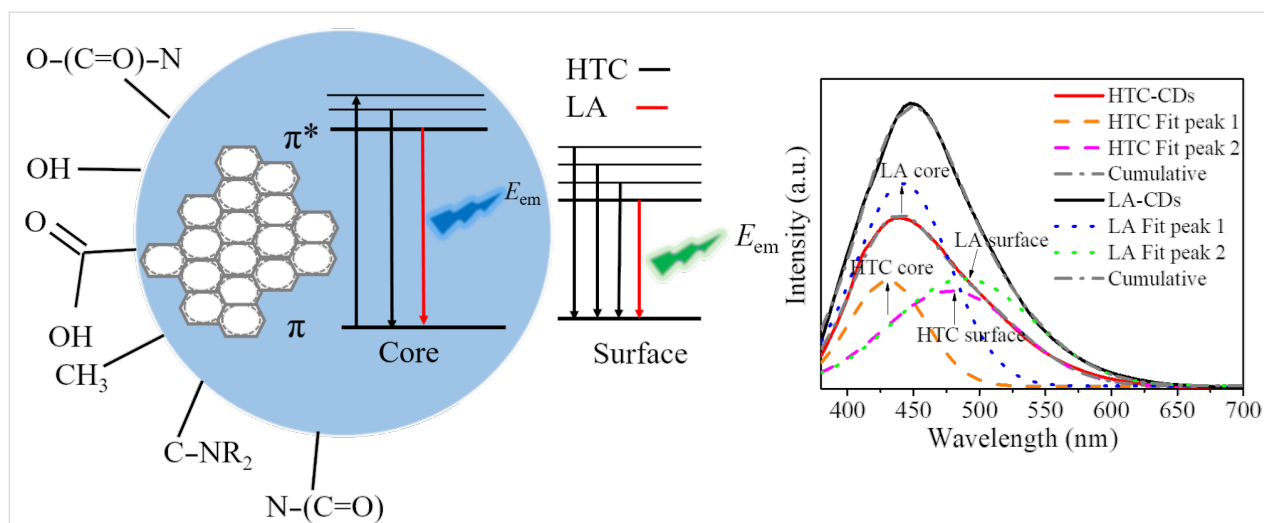 O–(C=O)–N
OH
O
OH
CH₃
C–NR₂
N–(C=O)
π*
π
Eem
Core
HTC
LA
Eem
Surface
Intensity (a.u.)
HTC-CDs
HTC Fit peak 1
HTC Fit peak 2
Cumulative
LA-CDs
LA Fit peak 1
LA Fit peak 2
Cumulative
LA core
LA surface
HTC core
HTC surface
400 450 500 550 600 650 700
Wavelength (nm)